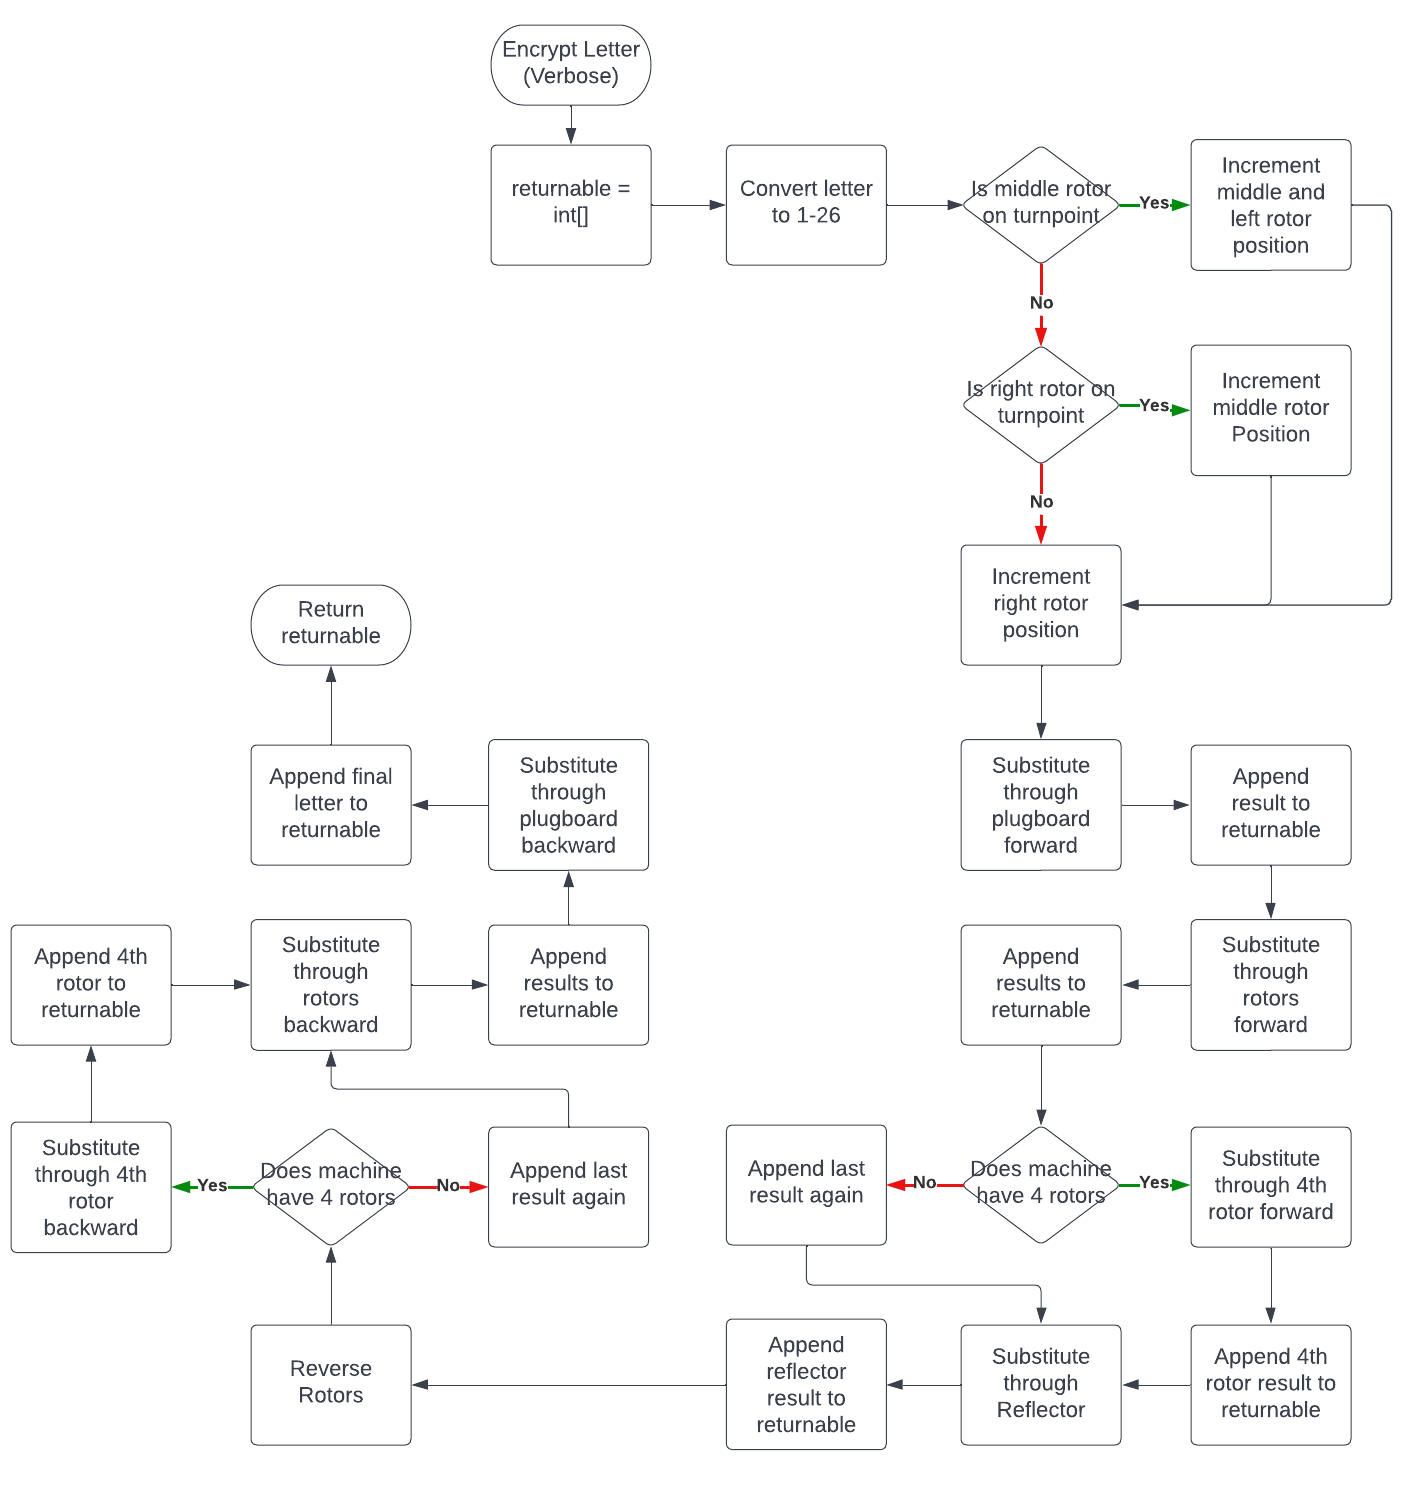 Encrypt Letter
(Verbose)
returnable =
int[]
Convert letter
to 1-26
Is middle rotor
on turnpoint
Yes
Increment
middle and
left rotor
position
No
Is right rotor on
turnpoint
Yes
Increment
middle rotor
Position
No
Increment
right rotor
position
Substitute
through
plugboard
forward
Append
result to
returnable
Substitute
through
rotors
forward
Append
results to
returnable
Does machine
have 4 rotors
No
Append last
result again
Yes
Substitute
through 4th
rotor forward
Append 4th
rotor result to
returnable
Substitute
through
Reflector
Append
reflector
result to
returnable
Reverse
Rotors
Does machine
have 4 rotors
No
Append last
result again
Yes
Substitute
through 4th
rotor
backward
Append 4th
rotor to
returnable
Substitute
through
rotors
backward
Append
results to
returnable
Substitute
through
plugboard
backward
Append final
letter to
returnable
Return
returnable